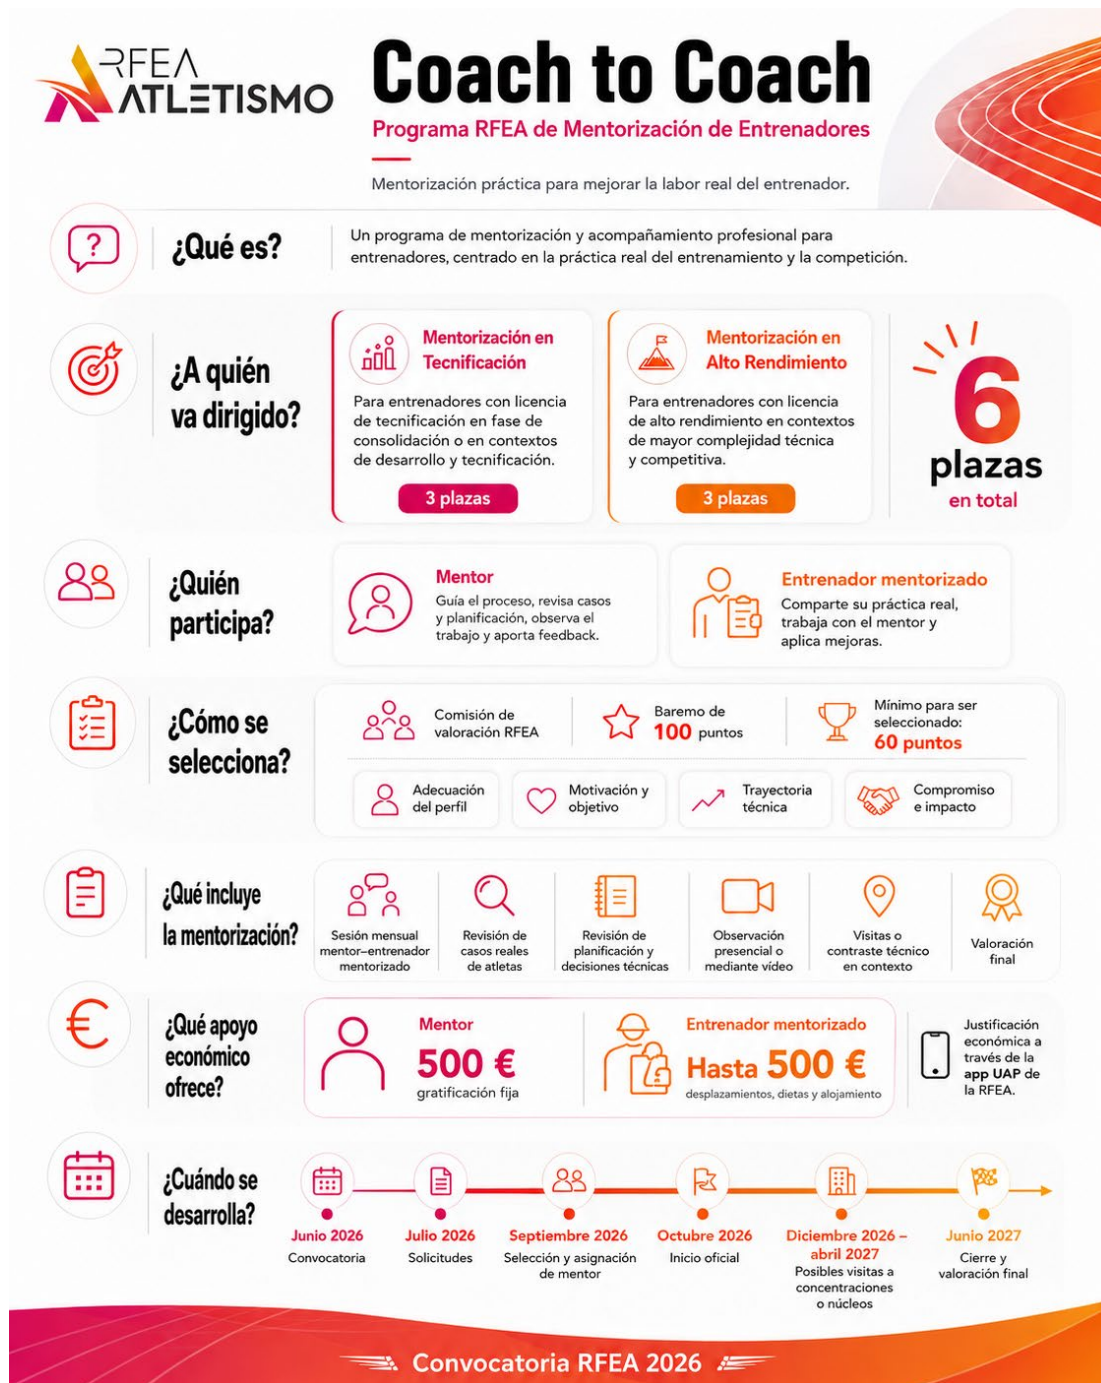 RFEA
ATLETISMO
Coach to Coach
Programa RFEA de Mentorización de Entrenadores
Mentorización práctica para mejorar la labor real del entrenador.
?
¿Qué es?
Un programa de mentorización y acompañamiento profesional para
entrenadores, centrado en la práctica real del entrenamiento y la competición.
¿A quién
va dirigido?
Mentorización en
Tecnificación
Para entrenadores con licencia
de tecnificación en fase de
consolidación o en contextos
de desarrollo y tecnificación.
3 plazas
Mentorización en
Alto Rendimiento
Para entrenadores con licencia
de alto rendimiento en contextos
de mayor complejidad técnica
y competitiva.
3 plazas
6
plazas
en total
¿Quién
participa?
Mentor
Guía el proceso, revisa casos
y planificación, observa el
trabajo y aporta feedback.
Entrenador mentorizado
Comparte su práctica real,
trabaja con el mentor y
aplica mejoras.
¿Cómo se
selecciona?
Comisión de
valoración RFEA
Baremo de
100 puntos
Mínimo para ser
seleccionado:
60 puntos
Adecuación
del perfil
Motivación y
objetivo
Trayectoria
técnica
Compromiso
e impacto
¿Qué incluye
la mentorización?
Sesión mensual
mentor–entrenador
mentorizado
Revisión de
casos reales
de atletas
Revisión de
planificación y
decisiones técnicas
Observación
presencial o
mediante vídeo
Visitas o
contraste técnico
en contexto
Valoración
final
€
¿Qué apoyo
económico
ofrece?
Mentor
500 €
gratificación fija
Entrenador mentorizado
Hasta 500 €
desplazamientos, dietas y alojamiento
Justificación
económica a
través de la
app UAP de
la RFEA.
¿Cuándo se
desarrolla?
Junio 2026
Convocatoria
Julio 2026
Solicitudes
Septiembre 2026
Selección y asignación
de mentor
Octubre 2026
Inicio oficial
Diciembre 2026 –
abril 2027
Posibles visitas a
concentraciones
o núcleos
Junio 2027
Cierre y
valoración final
Convocatoria RFEA 2026